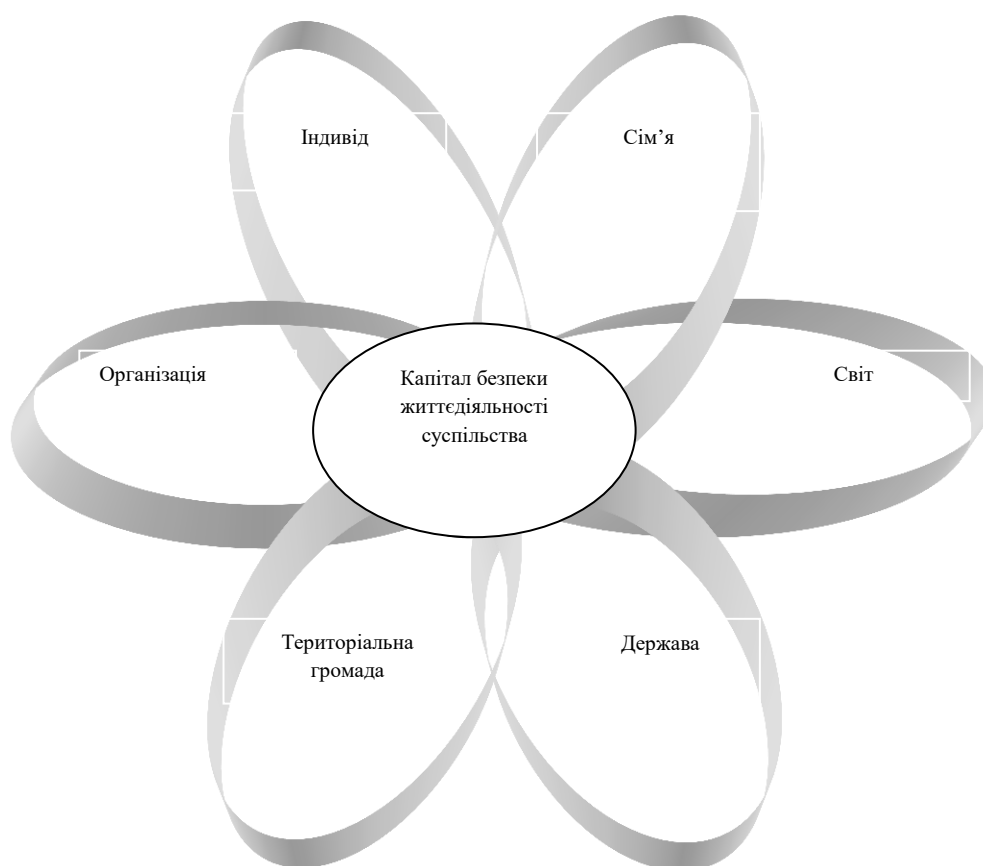 Індивід
Сім’я
Організація
Капітал безпеки
життєдіяльності
суспільства
Світ
Територіальна
громада
Держава